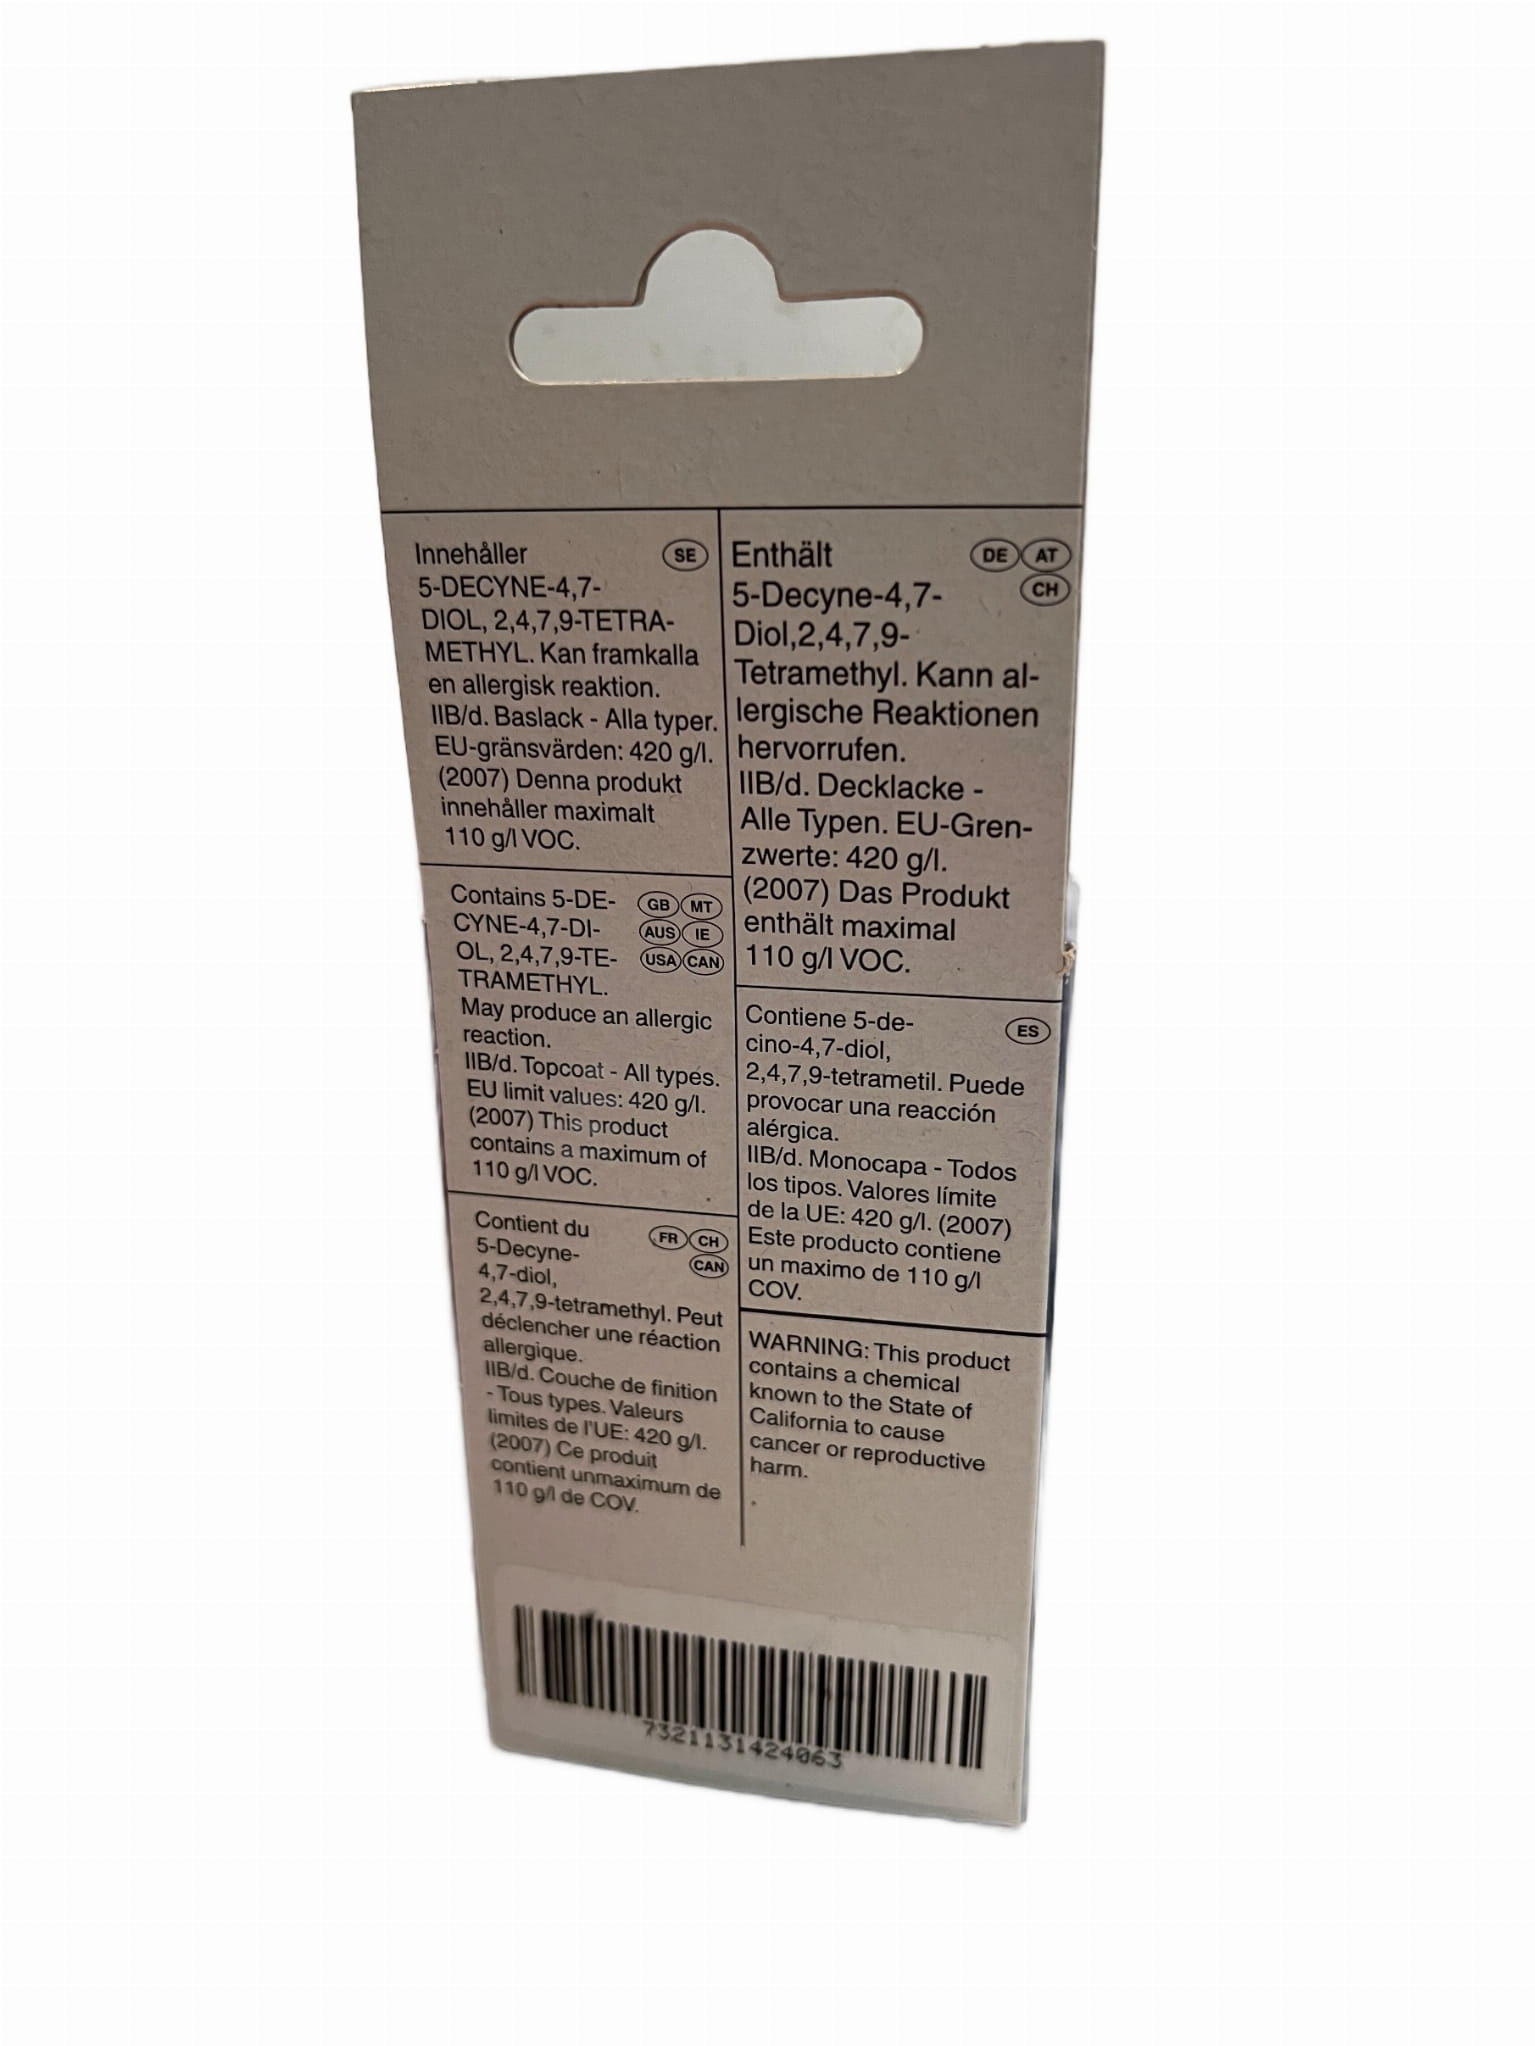 Innehåller
SE
5-DECYNE-4,7-
DIOL, 2,4,7,9-TETRA-
METHYL. Kan framkalla
en allergisk reaktion.
IIB/d. Baslack - Alla typer.
EU-gränsvärden: 420 g/l.
(2007) Denna produkt
innehåller maximalt
110 g/l VOC.
Contains 5-DE-
GB MT
CYNE-4,7-DI-
AUS IE
OL, 2,4,7,9-TE-
USA CAN
TRAMETHYL.
May produce an allergic
reaction.
IIB/d. Topcoat - All types.
EU limit values: 420 g/l.
(2007) This product
contains a maximum of
110 g/l VOC.
Contient du
FR CH
5-Decyne-
CAN
4,7-diol,
2,4,7,9-tetramethyl. Peut
déclencher une réaction
allergique.
IIB/d. Couche de finition
- Tous types. Valeurs
limites de l'UE: 420 g/l.
(2007) Ce produit
contient unmaximum de
110 g/l de COV.
Enthält
DE AT
5-Decyne-4,7-
CH
Diol,2,4,7,9-
Tetramethyl. Kann al-
lergische Reaktionen
hervorrufen.
IIB/d. Decklacke -
Alle Typen. EU-Gren-
zwerte: 420 g/l.
(2007) Das Produkt
enthält maximal
110 g/l VOC.
Contiene 5-de-
ES
cino-4,7-diol,
2,4,7,9-tetrametil. Puede
provocar una reacción
alérgica.
IIB/d. Monocapa - Todos
los tipos. Valores límite
de la UE: 420 g/l. (2007)
Este producto contiene
un maximo de 110 g/l
COV.
WARNING: This product
contains a chemical
known to the State of
California to cause
cancer or reproductive
harm.
7321131424063